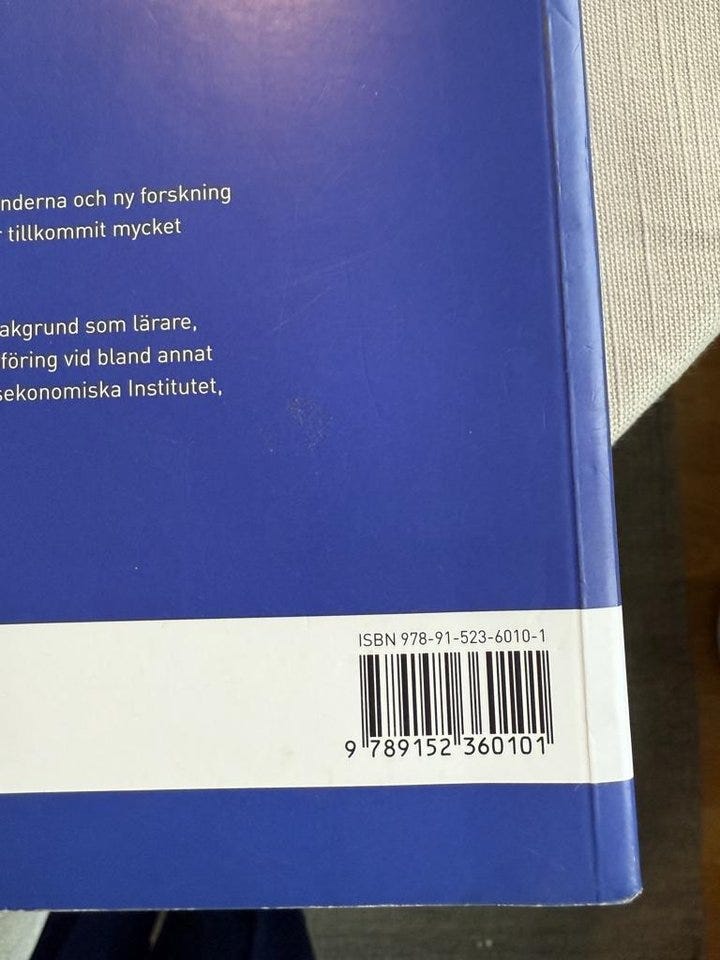 nderna och ny forskning
tillkommit mycket
akgrund som lärare,
föring vid bland annat
sekonomiska Institutet,
ISBN 978-91-523-6010-1
9 789152 360101